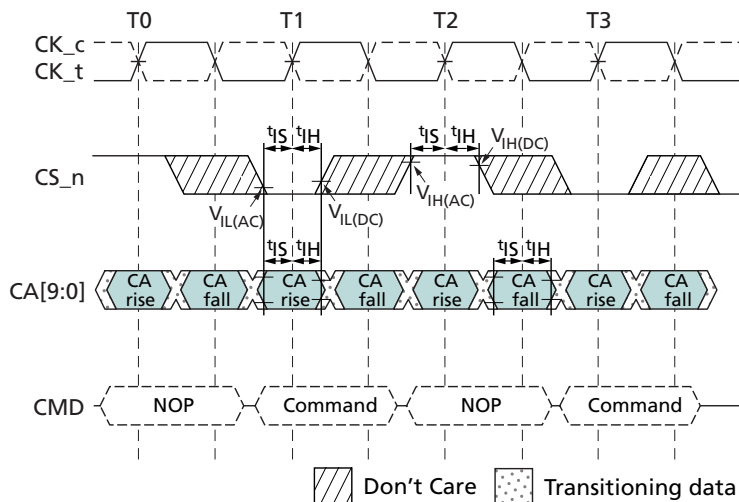 T0 T1 T2 T3
CK_c
CK_t
tIS tIH tIS tIH
VIH(DC)
CS_n
VIL(AC) VIL(DC) VIH(AC)
tIS tIH tIS tIH
CA[9:0] CA rise CA fall CA rise CA fall CA rise CA fall CA rise CA fall
CMD NOP Command NOP Command
Don't Care Transitioning data